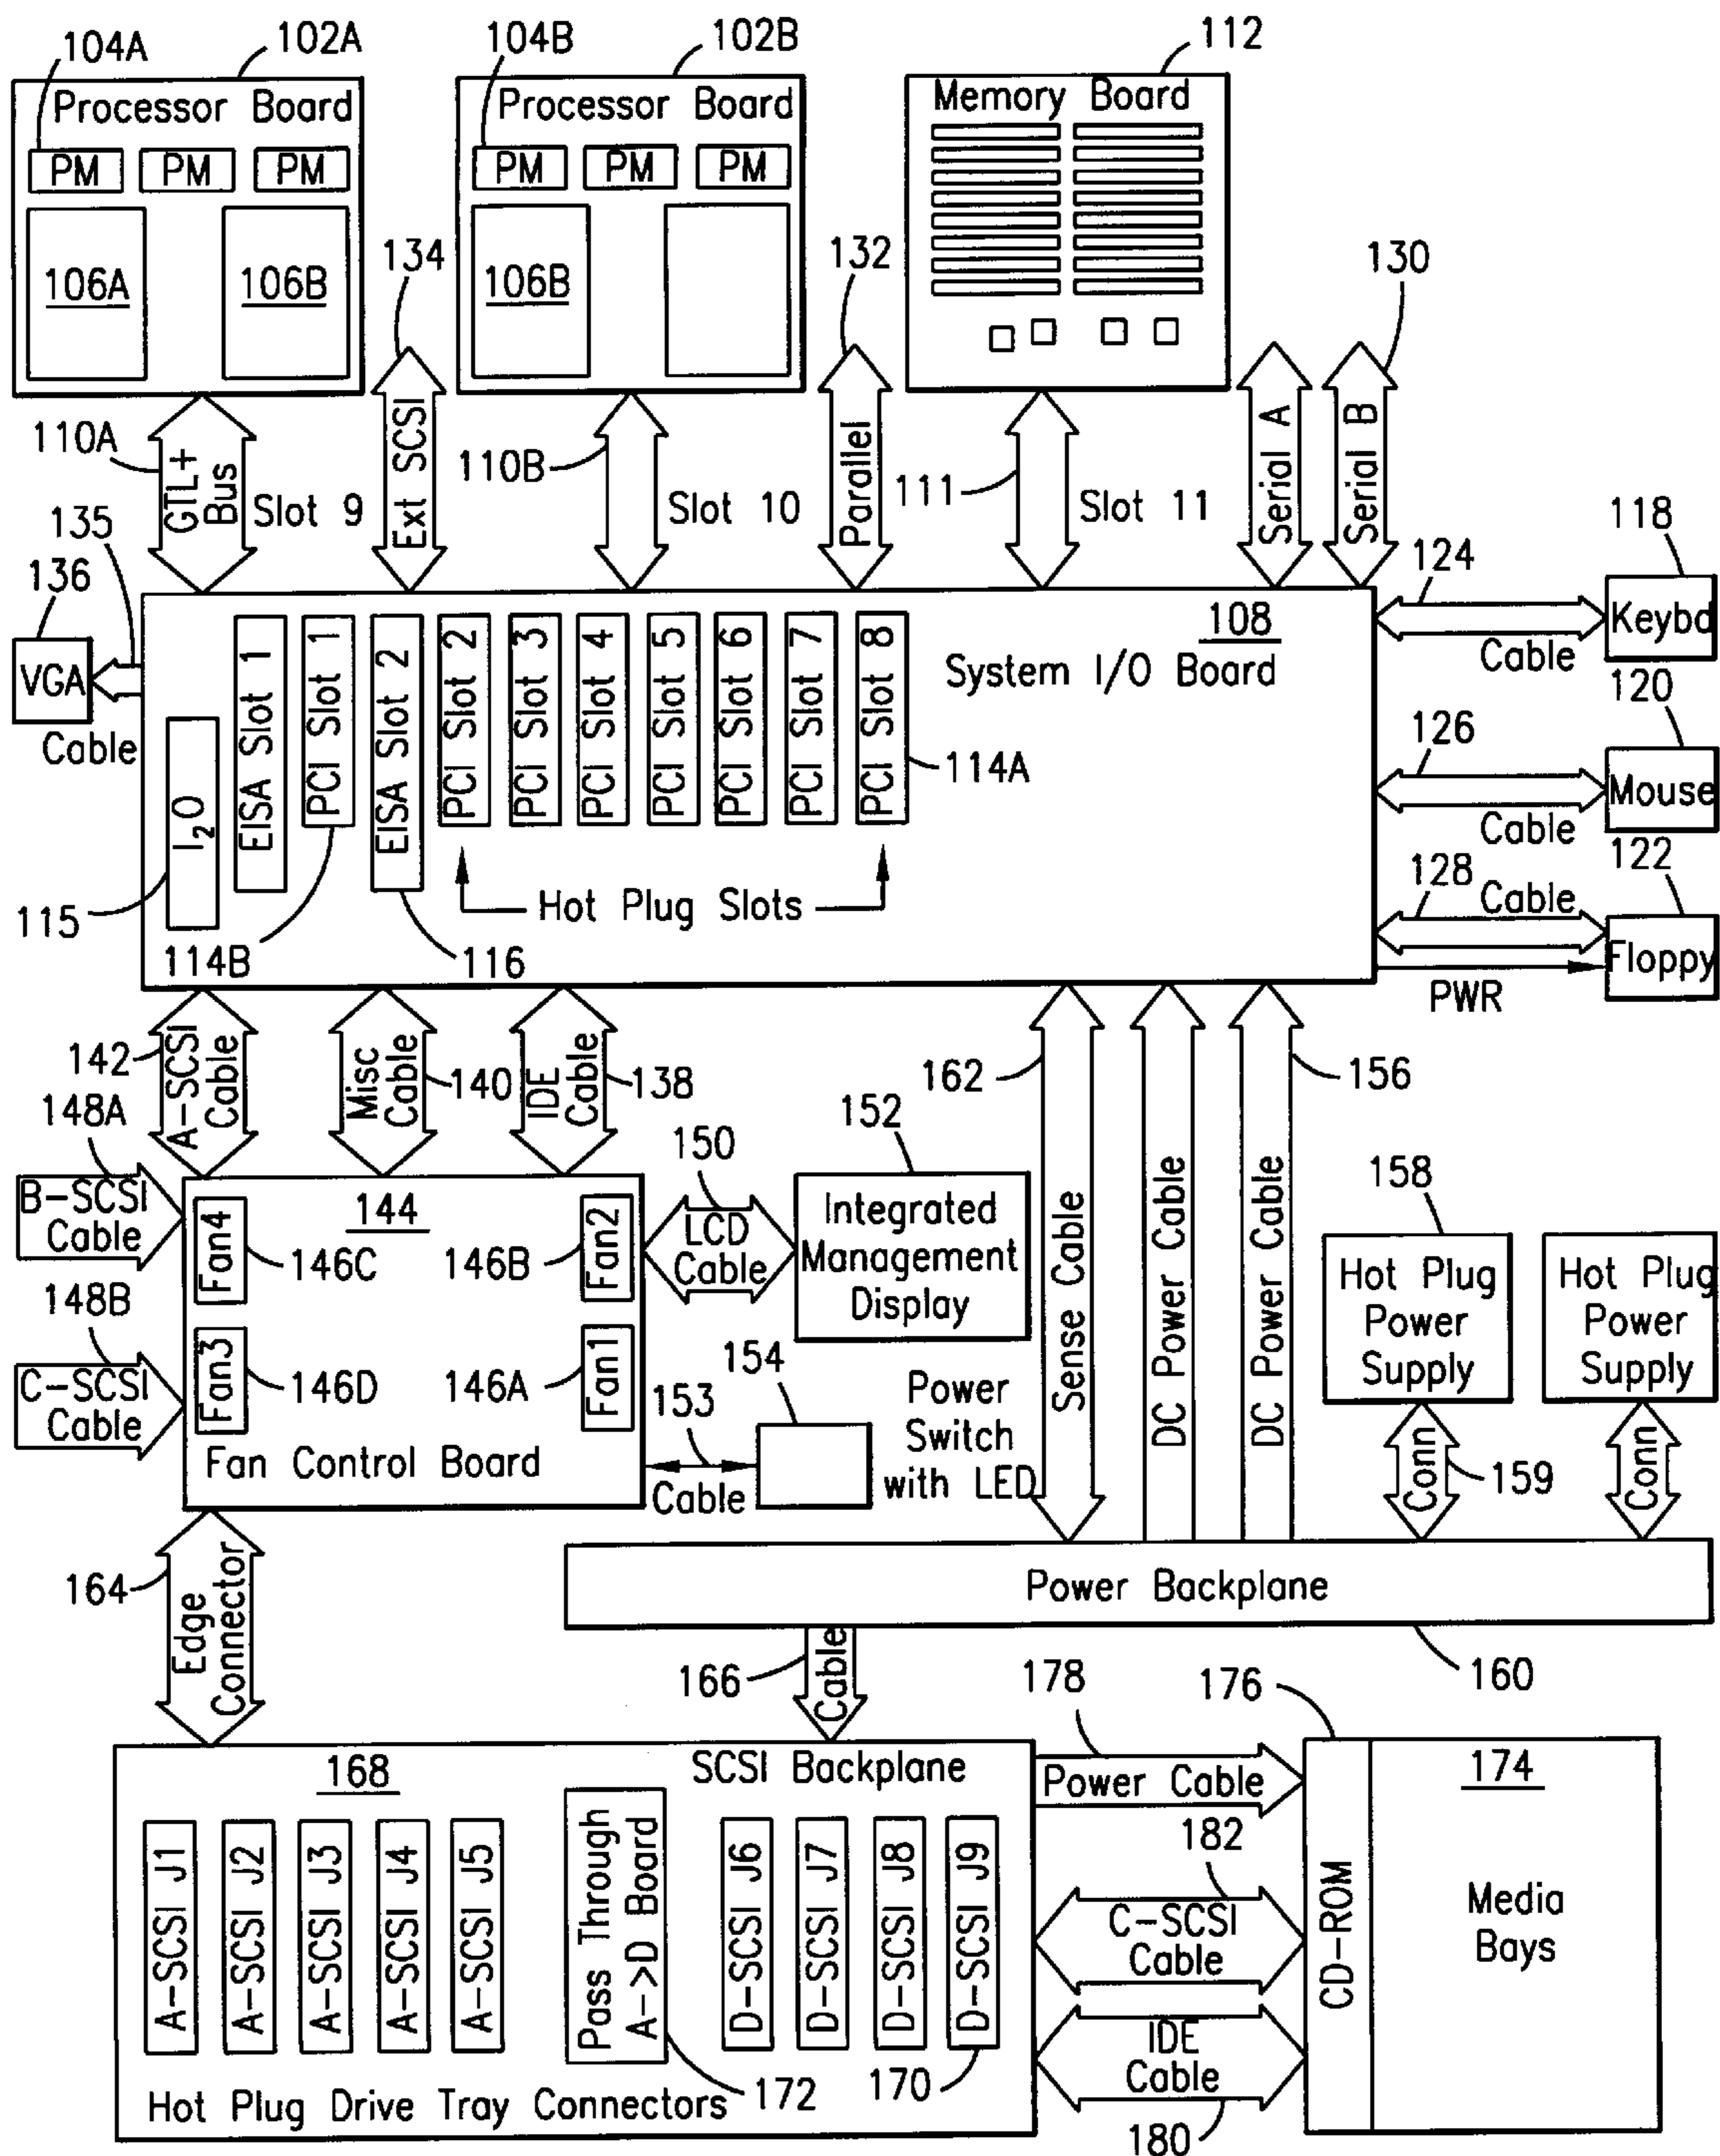 104A
102A
104B
102B
112
Processor Board
PM
PM
PM
106A
106B
Processor Board
PM
PM
PM
106B
Memory Board
134
132
130
110A
GTL+
Bus
Slot 9
Ext SCSI
110B
Slot 10
Parallel
111
Slot 11
Serial A
Serial B
135
136
VGA
Cable
118
124
Keybd
Cable
120
126
Mouse
Cable
122
128
Cable
Floppy
PWR
108
System I/O Board
I2O
EISA Slot 1
PCI Slot 1
EISA Slot 2
PCI Slot 2
PCI Slot 3
PCI Slot 4
PCI Slot 5
PCI Slot 6
PCI Slot 7
PCI Slot 8
114A
Hot Plug Slots
115
114B
116
142
A-SCSI
Cable
Misc
Cable
140
IDE
Cable
138
162
156
148A
B-SCSI
Cable
148B
C-SCSI
Cable
144
Fan4
146C
146B
Fan2
Fan3
146D
146A
Fan1
Fan Control Board
150
LCD
Cable
152
Integrated
Management
Display
153
Cable
154
Power
Switch
with LED
Sense Cable
DC Power Cable
DC Power Cable
158
Hot Plug
Power
Supply
Hot Plug
Power
Supply
Conn
159
Conn
Power Backplane
160
164
Edge
Connector
166
Cable
168
SCSI Backplane
A-SCSI J1
A-SCSI J2
A-SCSI J3
A-SCSI J4
A-SCSI J5
Pass Through
A->D Board
D-SCSI J6
D-SCSI J7
D-SCSI J8
D-SCSI J9
Hot Plug Drive Tray Connectors
172
170
178
Power Cable
176
182
C-SCSI
Cable
IDE
Cable
180
CD-ROM
174
Media
Bays